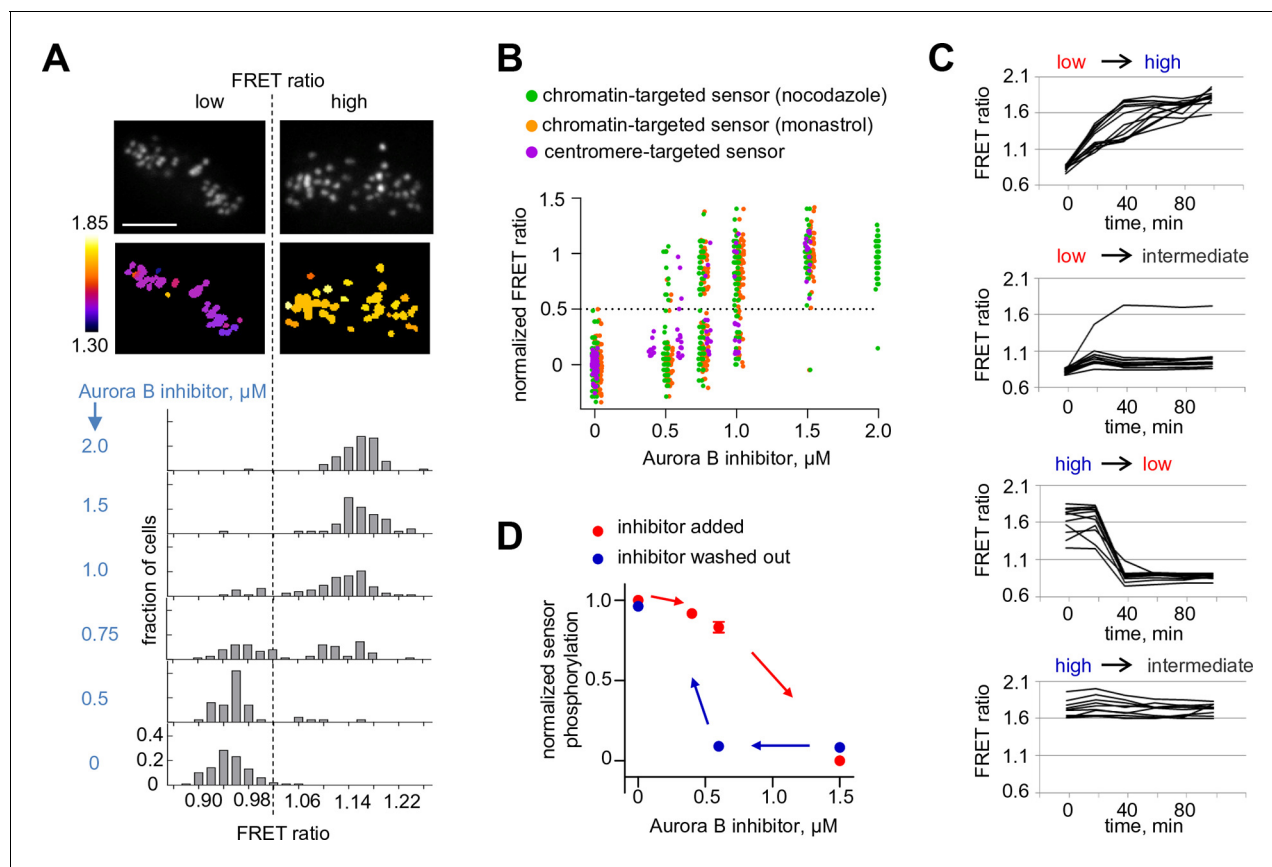 A
FRET ratio
low
high
1.85
1.30
Aurora B inhibitor, µM
2.0
1.5
1.0
0.75
0.5
0
fraction of cells
0.4
0.2
0
0.90
0.98
1.06
1.14
1.22
FRET ratio
B
chromatin-targeted sensor (nocodazole)
chromatin-targeted sensor (monastrol)
centromere-targeted sensor
normalized FRET ratio
1.5
1
0.5
0
0
0.5
1.0
1.5
2.0
Aurora B inhibitor, µM
C
low → high
FRET ratio
2.1
1.6
1.1
0.6
0
40
80
time, min
low → intermediate
FRET ratio
2.1
1.6
1.1
0.6
0
40
80
time, min
high → low
FRET ratio
2.1
1.6
1.1
0.6
0
40
80
time, min
high → intermediate
FRET ratio
2.1
1.6
1.1
0.6
0
40
80
time, min
D
inhibitor added
inhibitor washed out
normalized sensor
phosphorylation
1.0
0.5
0
0
0.5
1.0
1.5
Aurora B inhibitor, µM